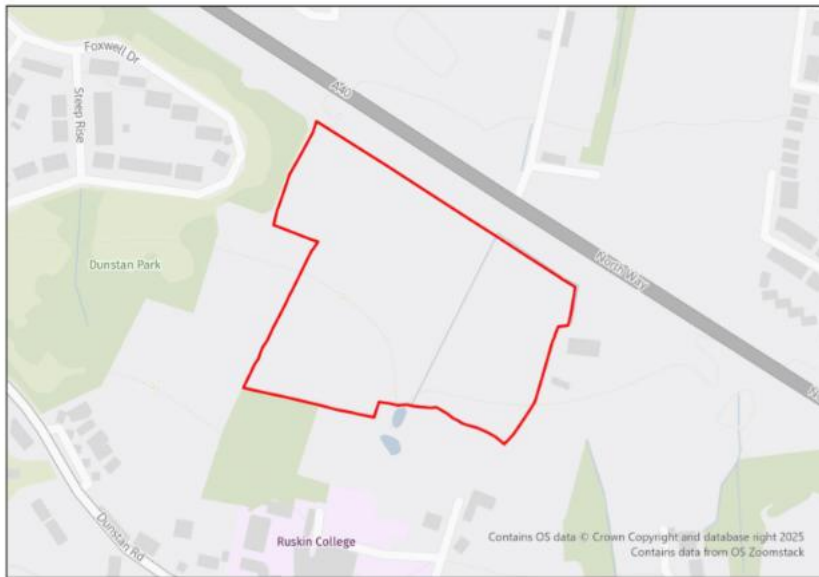 Foxwell Dr
Steep Rise
A40
Dunstan Park
North Way
Dunstan Rd
Ruskin College
Contains OS data © Crown Copyright and database right 2025
Contains data from OS Zoomstack